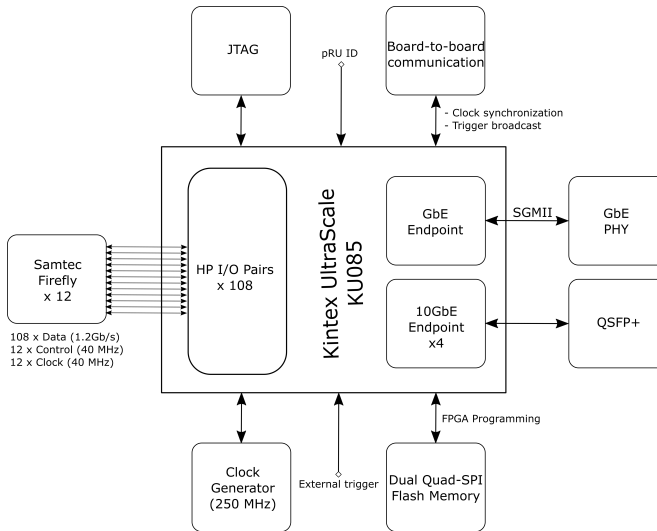 JTAG
pRU ID
Board-to-board
communication
- Clock synchronization
- Trigger broadcast
Samtec
Firefly
x 12
108 x Data (1.2Gb/s)
12 x Control (40 MHz)
12 x Clock (40 MHz)
HP I/O Pairs
x 108
Kintex UltraScale
KU085
GbE
Endpoint
SGMII
GbE
PHY
10GbE
Endpoint
x4
QSFP+
Clock
Generator
(250 MHz)
External trigger
FPGA Programming
Dual Quad-SPI
Flash Memory